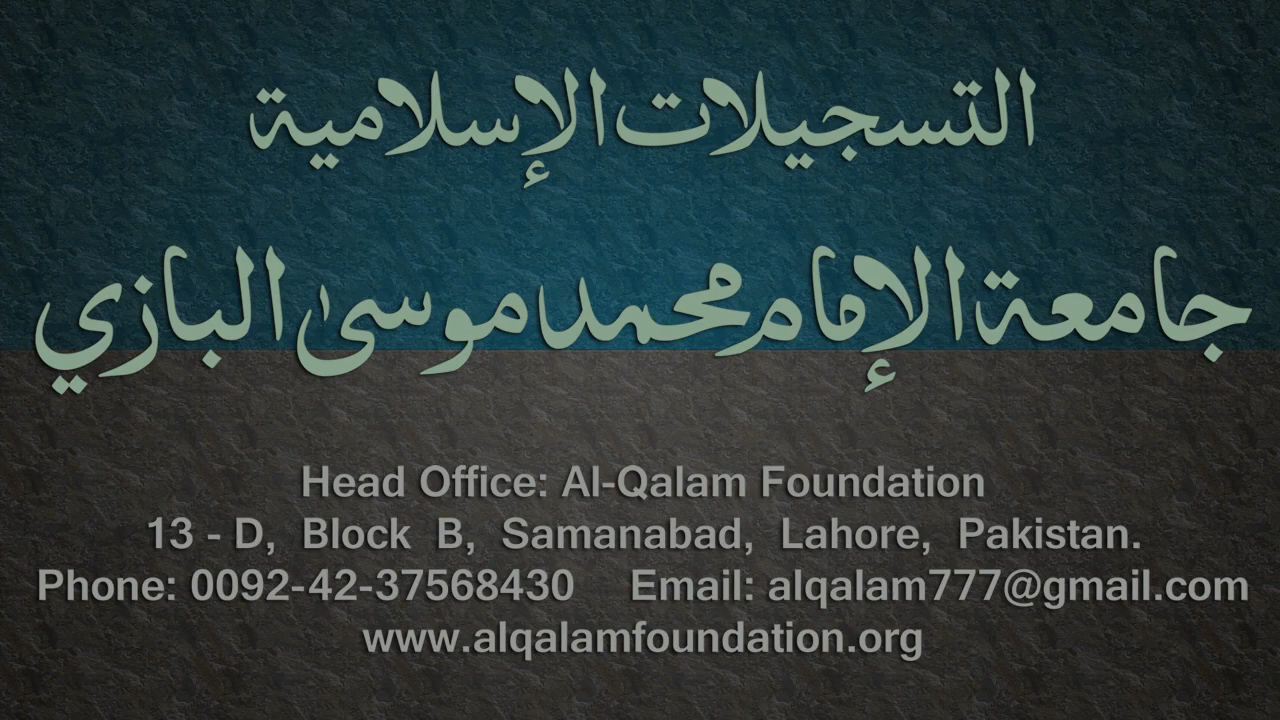 التسجيلات الإسلامية
جامعة الإمام محمد موسىٰ البازي
Head Office: Al-Qalam Foundation
13 - D, Block B, Samanabad, Lahore, Pakistan.
Phone: 0092-42-37568430 Email: alqalam777@gmail.com
www.alqalamfoundation.org